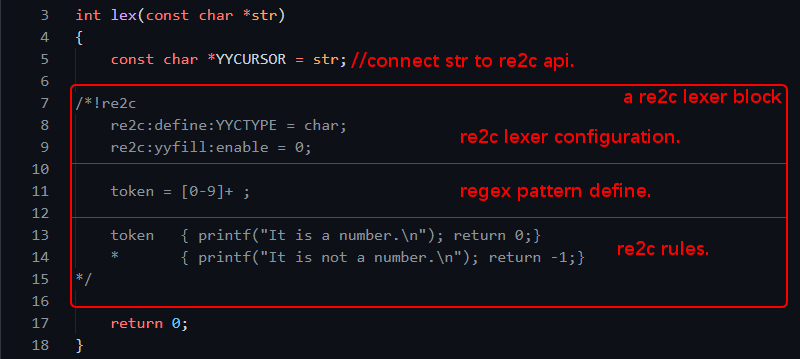 3 int lex(const char *str)
4 {
5     const char *YYCURSOR = str; //connect str to re2c api.
6
a re2c lexer block
7 /*!re2c
8     re2c:define:YYCTYPE = char;
re2c lexer configuration.
9     re2c:yyfill:enable = 0;
10
11     token = [0-9]+ ; regex pattern define.
12
13     token   { printf("It is a number.\n"); return 0;}
re2c rules.
14     *       { printf("It is not a number.\n"); return -1;}
15 */
16
17     return 0;
18 }